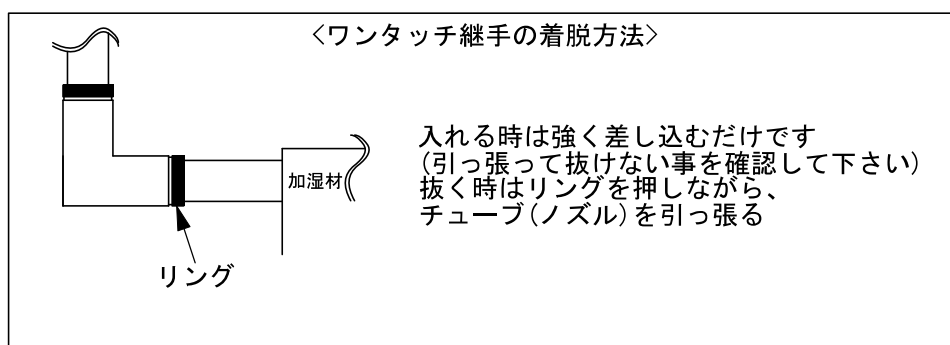 <ワンタッチ継手の着脱方法>
入れる時は強く差し込むだけです
(引っ張って抜けない事を確認して下さい)
抜く時はリングを押しながら、
チューブ(ノズル)を引っ張る
加湿材
リング